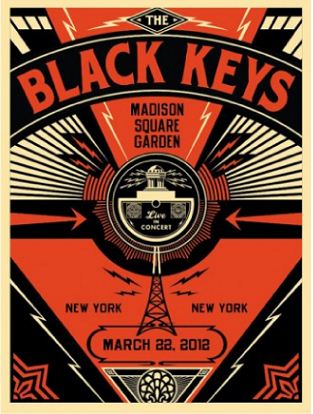 THE
BLACK KEYS
MADISON
SQUARE
GARDEN
Live
IN
CONCERT
NEW YORK NEW YORK
MARCH 22, 2012